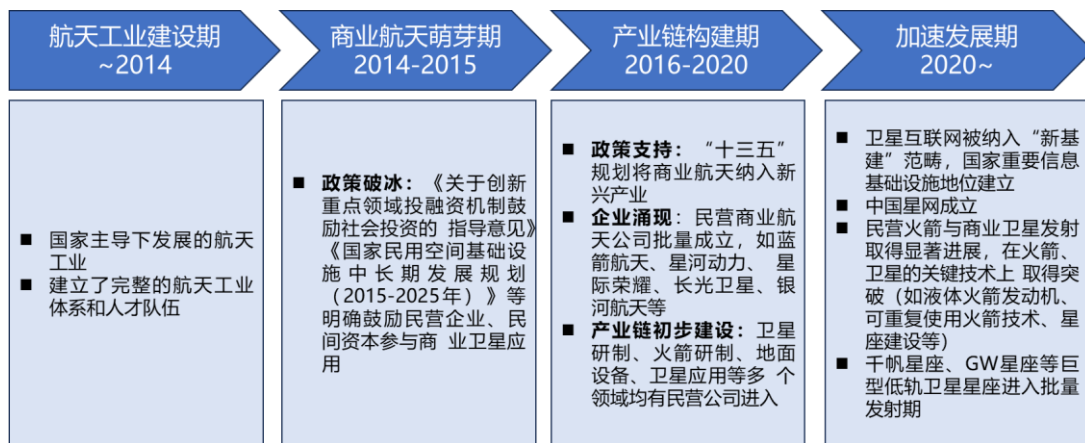 航天工业建设期
~2014
■ 国家主导下发展的航天
工业
■ 建立了完整的航天工业
体系和人才队伍
商业航天萌芽期
2014-2015
■ 政策破冰：《关于创新
重点领域投融资机制鼓
励社会投资的 指导意见》
《国家民用空间基础设
施中长期发展规划
（2015-2025年）》等
明确鼓励民营企业、民
间资本参与商 业卫星应
用
产业链构建期
2016-2020
■ 政策支持：“十三五”
规划将商业航天纳入新
兴产业
■ 企业涌现：民营商业航
天公司批量成立，如蓝
箭航天、星河动力、 星
际荣耀、长光卫星、银
河航天等
■ 产业链初步建设：卫星
研制、火箭研制、地面
设备、卫星应用等多 个
领域均有民营公司进入
加速发展期
2020~
■ 卫星互联网被纳入“新基
建”范畴，国家重要信息
基础设施地位建立
■ 中国星网成立
■ 民营火箭与商业卫星发射
取得显著进展，在火箭、
卫星的关键技术上 取得突
破（如液体火箭发动机、
可重复使用火箭技术、星
座建设等）
■ 千帆星座、GW星座等巨
型低轨卫星星座进入批量
发射期